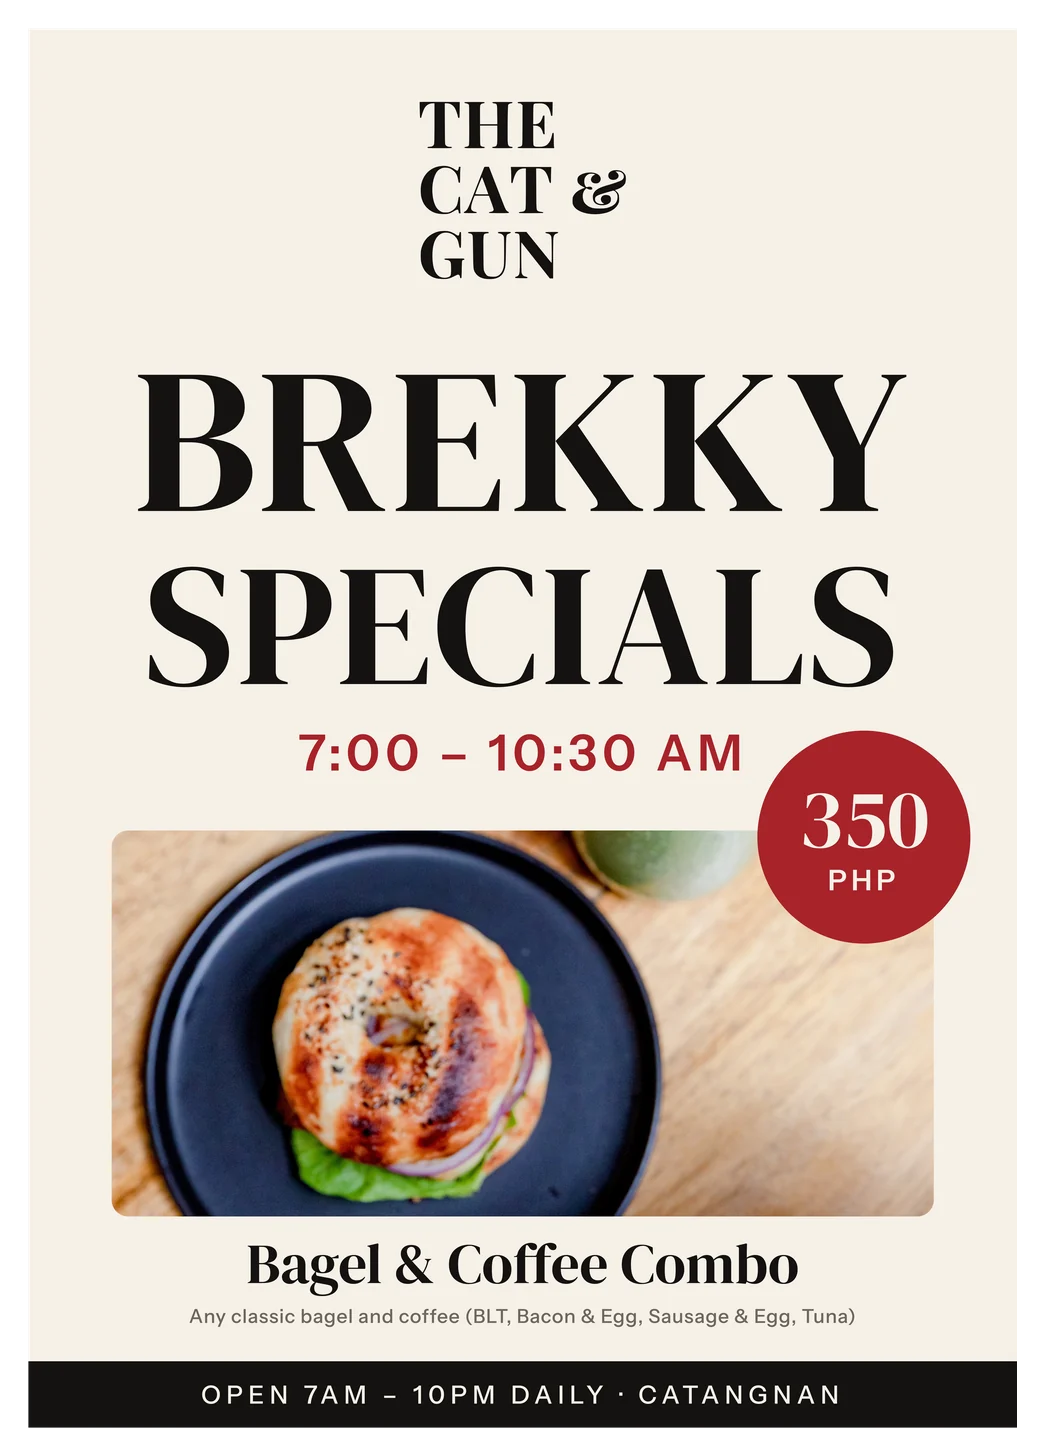 THE
CAT &
GUN
BREKKY
SPECIALS
7:00 – 10:30 AM
350
PHP
Bagel & Coffee Combo
Any classic bagel and coffee (BLT, Bacon & Egg, Sausage & Egg, Tuna)
OPEN 7AM – 10PM DAILY · CATANGNAN